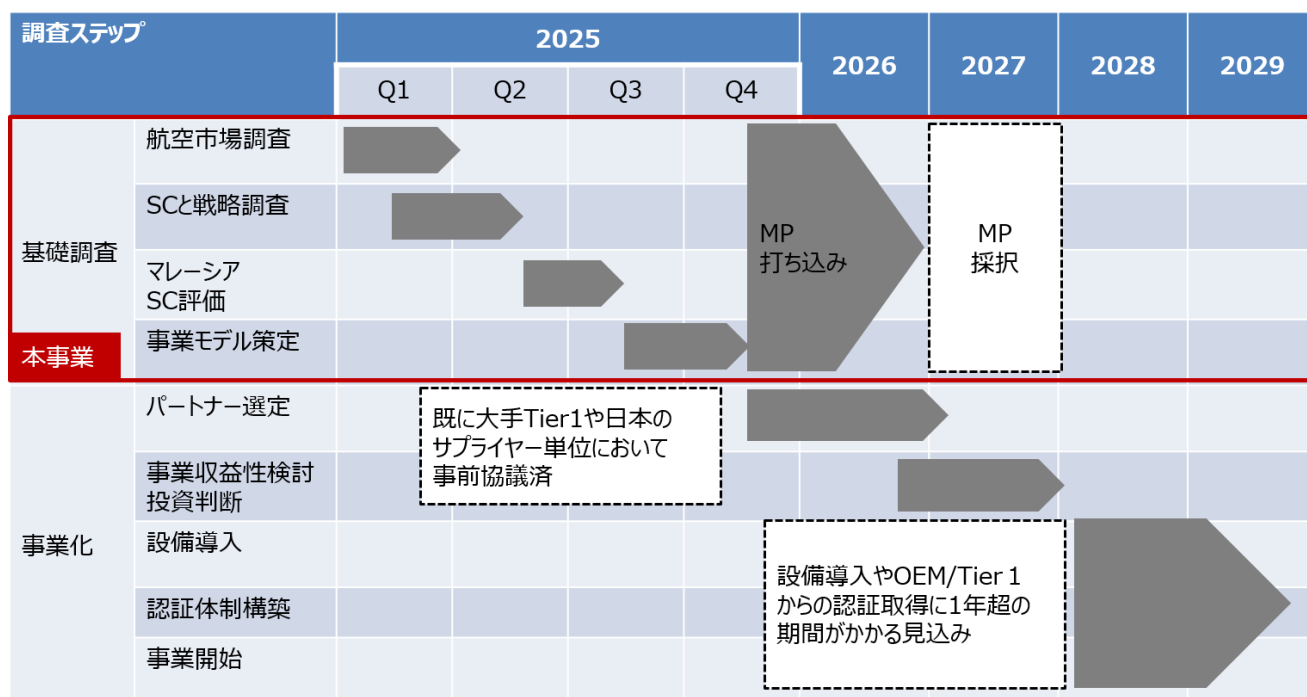 調査ステップ
2025
2026
2027
2028
2029
Q1
Q2
Q3
Q4
基礎調査
本事業
航空市場調査
SCと戦略調査
マレーシア
SC評価
事業モデル策定
MP
打ち込み
MP
採択
事業化
パートナー選定
既に大手Tier1や日本の
サプライヤー単位において
事前協議済
事業収益性検討
投資判断
設備導入
認証体制構築
事業開始
設備導入やOEM/Tier 1
からの認証取得に1年超の
期間がかかる見込み